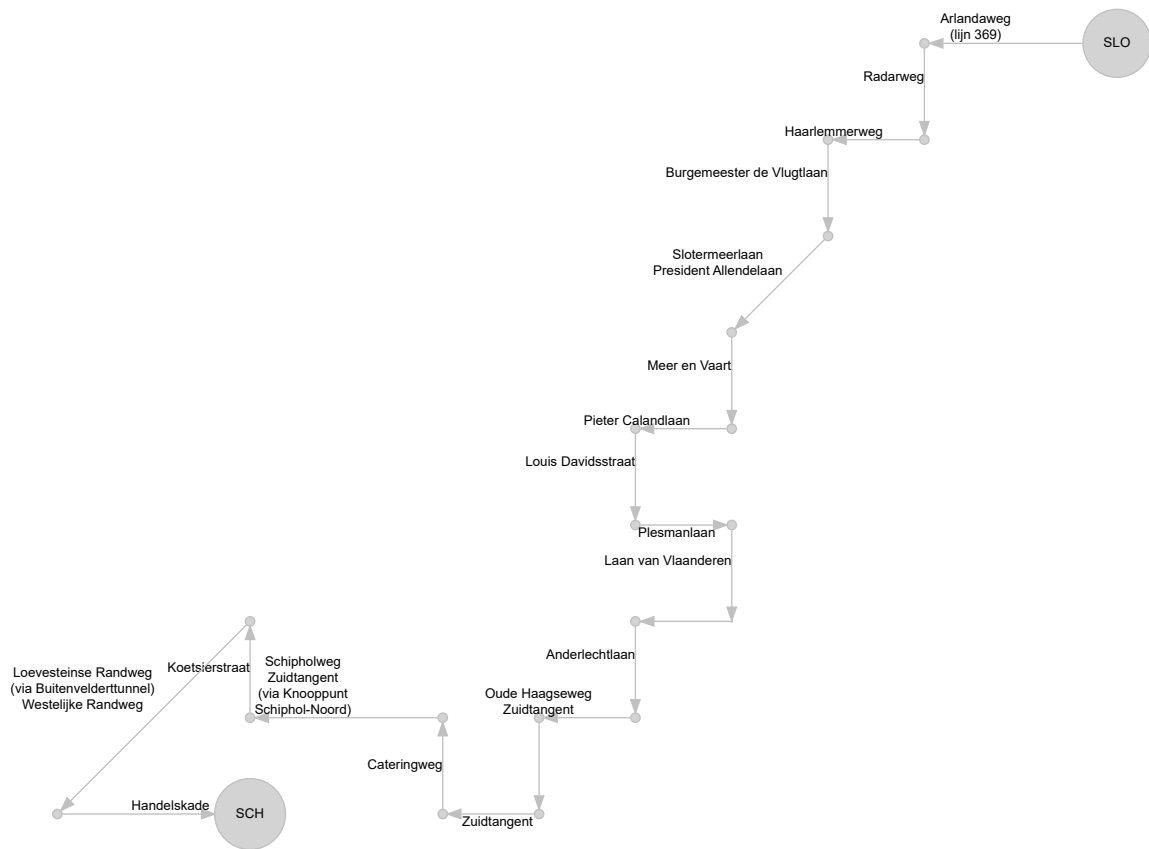 Arlandaweg
(lijn 369)
SLO
Radarweg
Haarlemmerweg
Burgemeester de Vlugtlaan
Slotermeerlaan
President Allendelaan
Meer en Vaart
Pieter Calandlaan
Louis Davidsstraat
Plesmanlaan
Laan van Vlaanderen
Anderlechtlaan
Oude Haagseweg
Zuidtangent
Schipholweg
Zuidtangent
(via Knooppunt
Schiphol-Noord)
Koetsierstraat
Loevesteinse Randweg
(via Buitenvelderttunnel)
Westelijke Randweg
Cateringweg
Handelskade
SCH
Zuidtangent